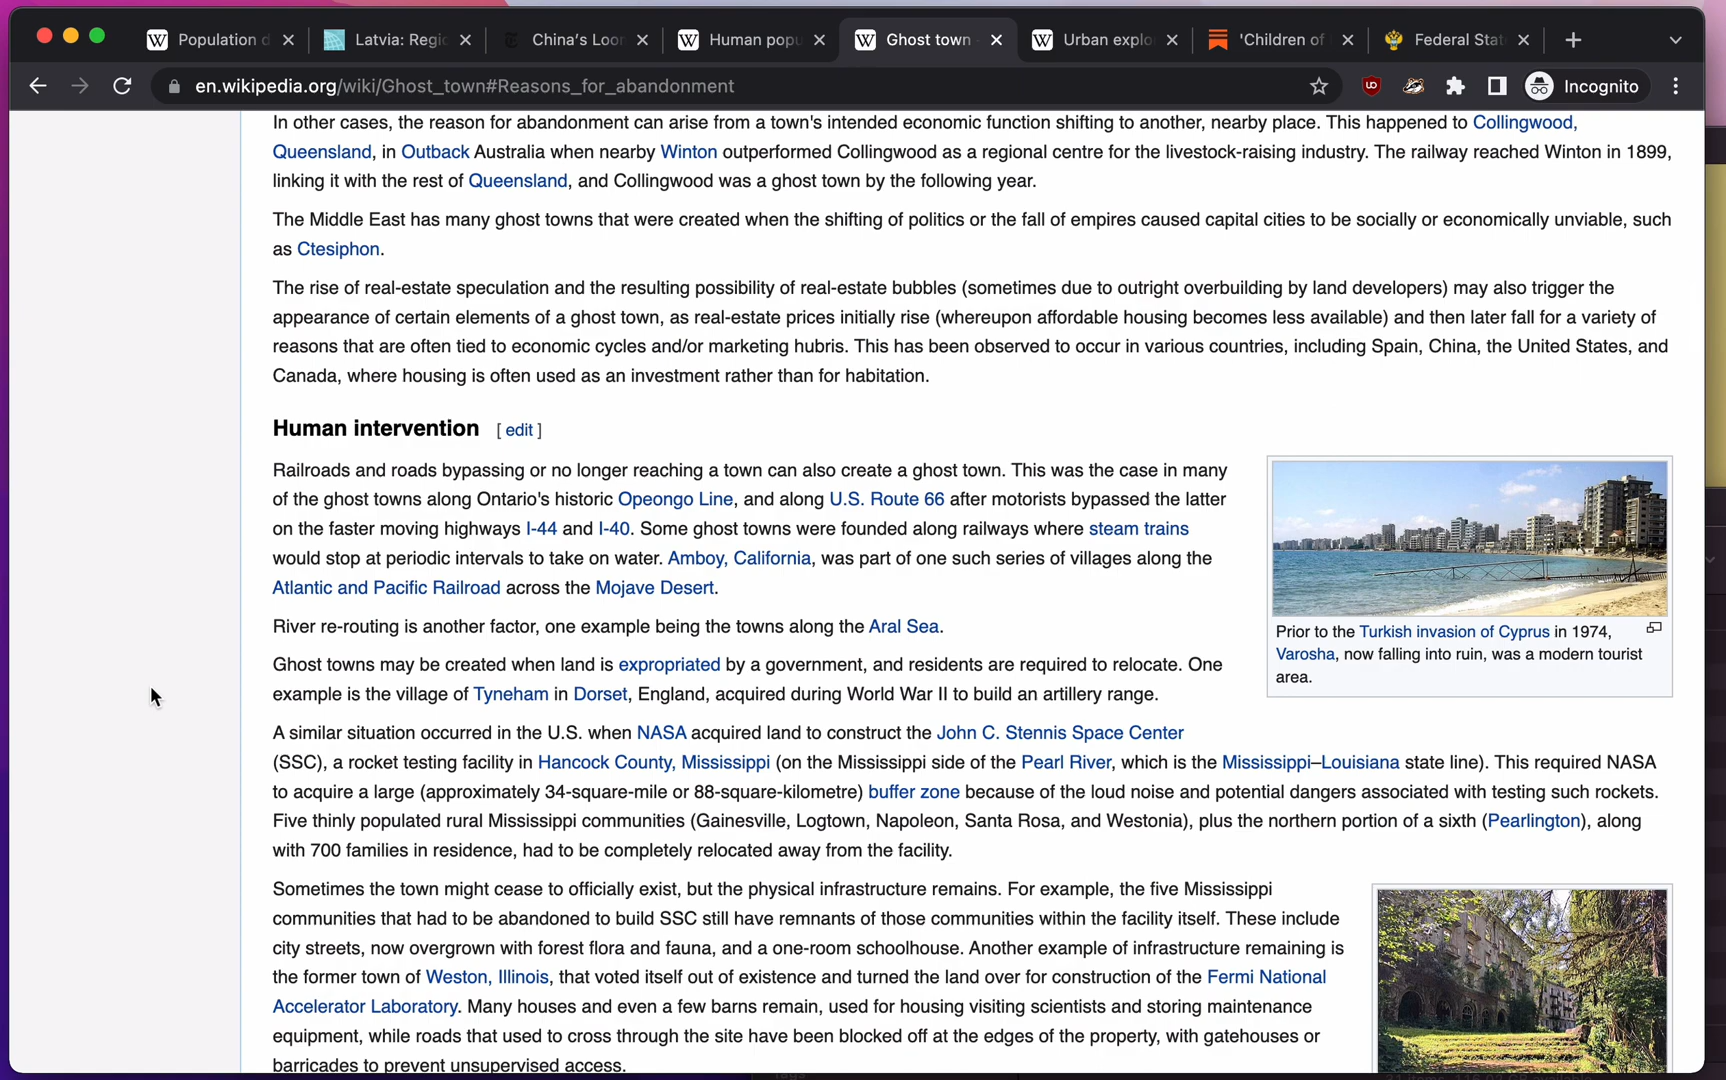 Population d
Latvia: Regio
China's Loon
Human popu
Ghost town -
Urban explo
'Children of
Federal Stat
en.wikipedia.org/wiki/Ghost_town#Reasons_for_abandonment
Incognito
In other cases, the reason for abandonment can arise from a town's intended economic function shifting to another, nearby place. This happened to Collingwood,
Queensland, in Outback Australia when nearby Winton outperformed Collingwood as a regional centre for the livestock-raising industry. The railway reached Winton in 1899,
linking it with the rest of Queensland, and Collingwood was a ghost town by the following year.
The Middle East has many ghost towns that were created when the shifting of politics or the fall of empires caused capital cities to be socially or economically unviable, such
as Ctesiphon.
The rise of real-estate speculation and the resulting possibility of real-estate bubbles (sometimes due to outright overbuilding by land developers) may also trigger the
appearance of certain elements of a ghost town, as real-estate prices initially rise (whereupon affordable housing becomes less available) and then later fall for a variety of
reasons that are often tied to economic cycles and/or marketing hubris. This has been observed to occur in various countries, including Spain, China, the United States, and
Canada, where housing is often used as an investment rather than for habitation.
Human intervention [ edit ]
Railroads and roads bypassing or no longer reaching a town can also create a ghost town. This was the case in many
of the ghost towns along Ontario's historic Opeongo Line, and along U.S. Route 66 after motorists bypassed the latter
on the faster moving highways I-44 and I-40. Some ghost towns were founded along railways where steam trains
would stop at periodic intervals to take on water. Amboy, California, was part of one such series of villages along the
Atlantic and Pacific Railroad across the Mojave Desert.
River re-routing is another factor, one example being the towns along the Aral Sea.
Ghost towns may be created when land is expropriated by a government, and residents are required to relocate. One
example is the village of Tyneham in Dorset, England, acquired during World War II to build an artillery range.
Prior to the Turkish invasion of Cyprus in 1974,
Varosha, now falling into ruin, was a modern tourist
area.
A similar situation occurred in the U.S. when NASA acquired land to construct the John C. Stennis Space Center
(SSC), a rocket testing facility in Hancock County, Mississippi (on the Mississippi side of the Pearl River, which is the Mississippi–Louisiana state line). This required NASA
to acquire a large (approximately 34-square-mile or 88-square-kilometre) buffer zone because of the loud noise and potential dangers associated with testing such rockets.
Five thinly populated rural Mississippi communities (Gainesville, Logtown, Napoleon, Santa Rosa, and Westonia), plus the northern portion of a sixth (Pearlington), along
with 700 families in residence, had to be completely relocated away from the facility.
Sometimes the town might cease to officially exist, but the physical infrastructure remains. For example, the five Mississippi
communities that had to be abandoned to build SSC still have remnants of those communities within the facility itself. These include
city streets, now overgrown with forest flora and fauna, and a one-room schoolhouse. Another example of infrastructure remaining is
the former town of Weston, Illinois, that voted itself out of existence and turned the land over for construction of the Fermi National
Accelerator Laboratory. Many houses and even a few barns remain, used for housing visiting scientists and storing maintenance
equipment, while roads that used to cross through the site have been blocked off at the edges of the property, with gatehouses or
barricades to prevent unsupervised access.